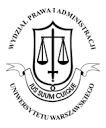 WYDZIAŁ PRAWA I ADMINISTRACJI
IUS SUUM CUIQUE
UNIWERSYTETU WARSZAWSKIEGO